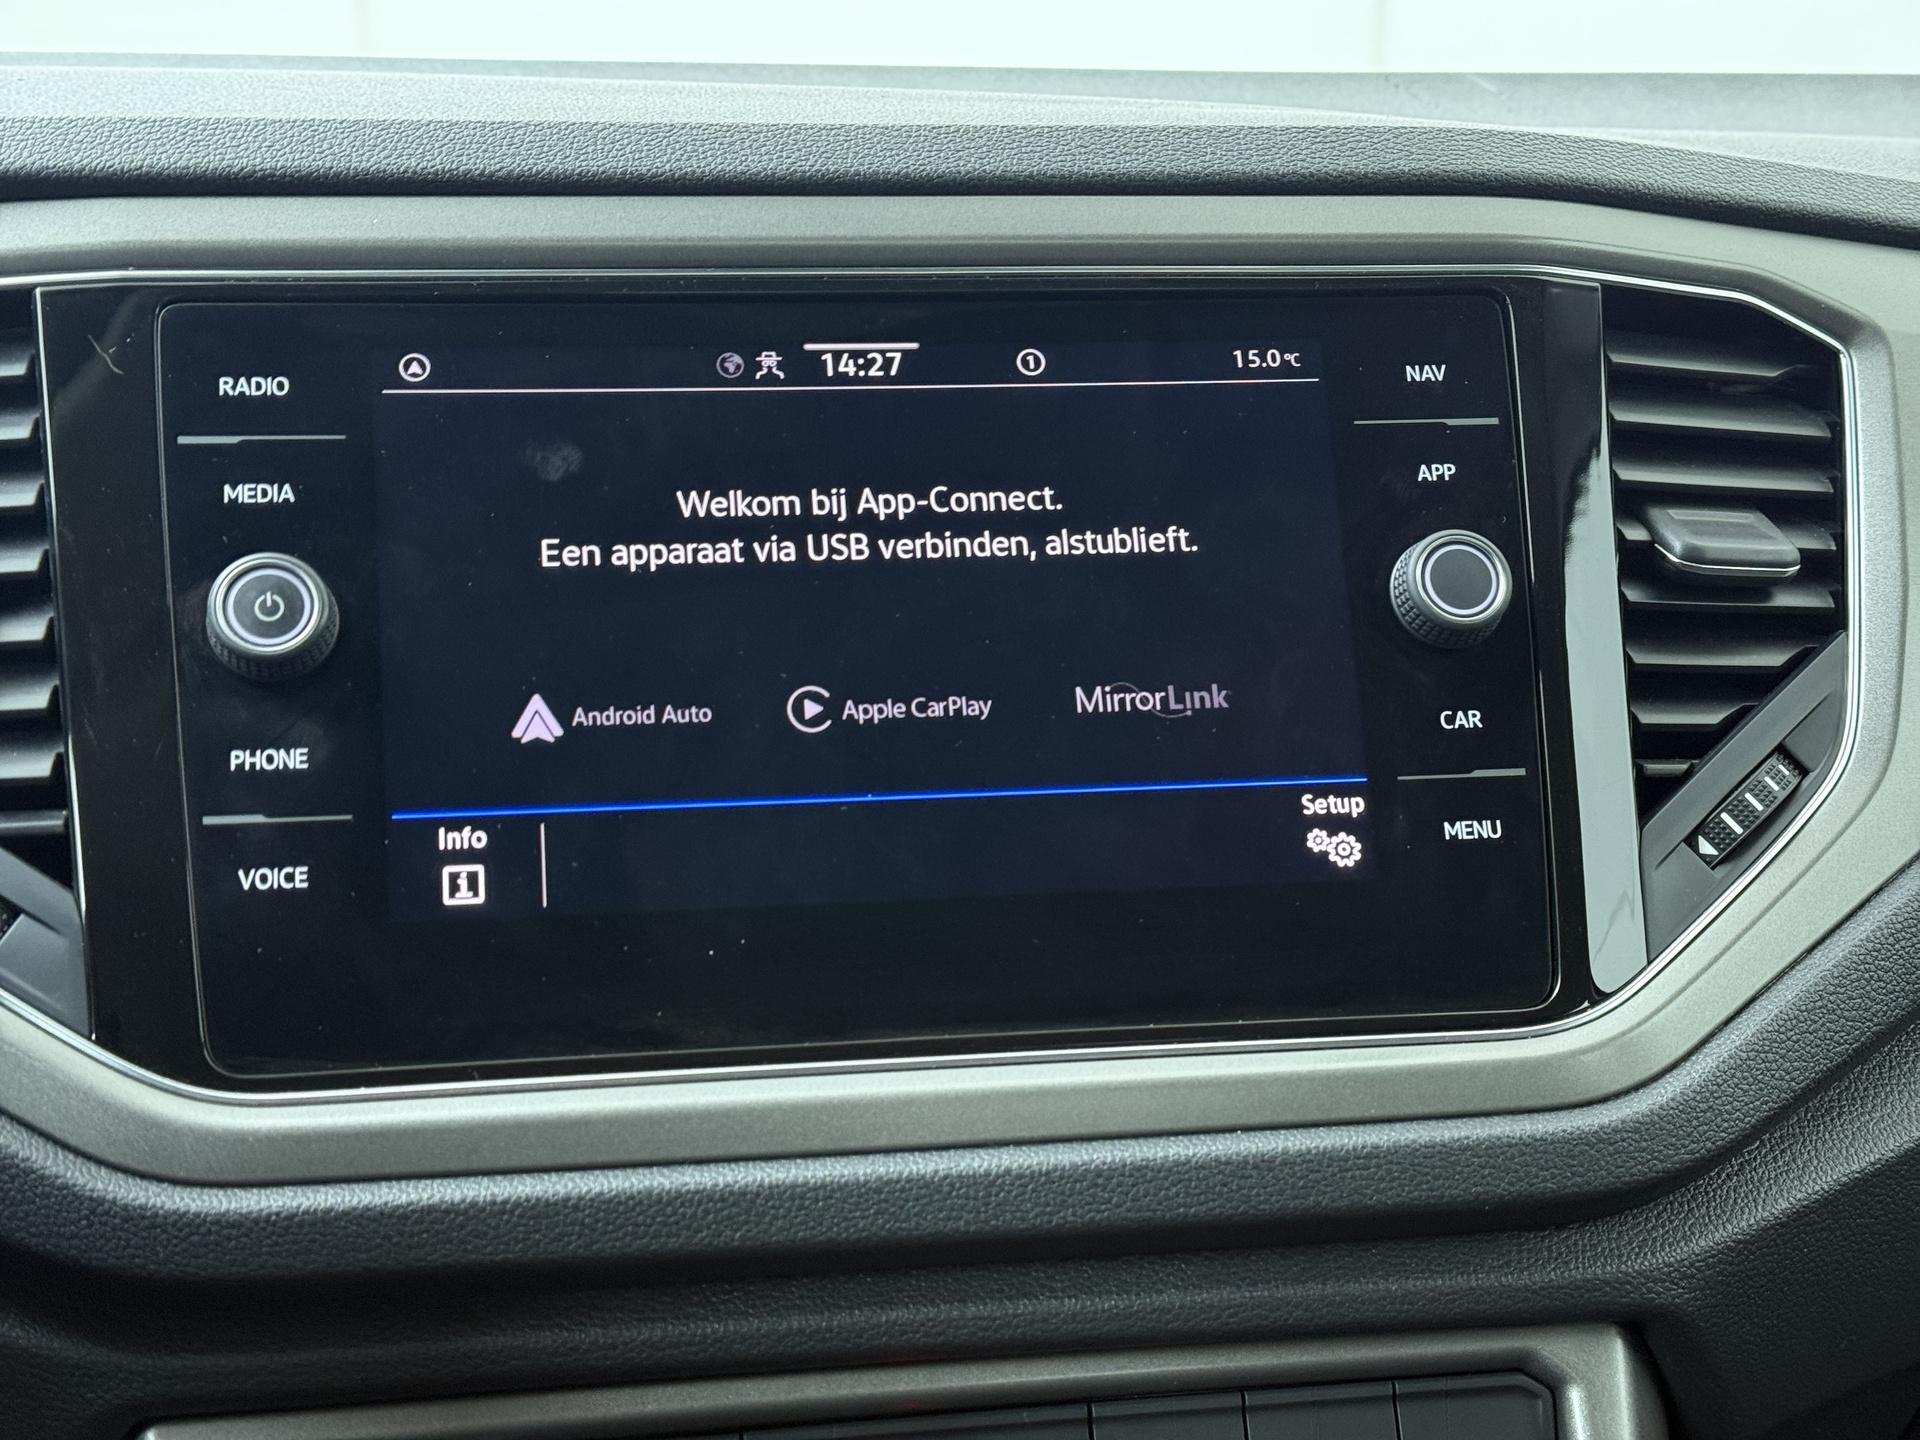 RADIO
MEDIA
PHONE
VOICE
14:27
1
15.0°C
Welkom bij App-Connect.
Een apparaat via USB verbinden, alstublieft.
Android Auto
Apple CarPlay
MirrorLink
Info
i
Setup
NAV
APP
CAR
MENU